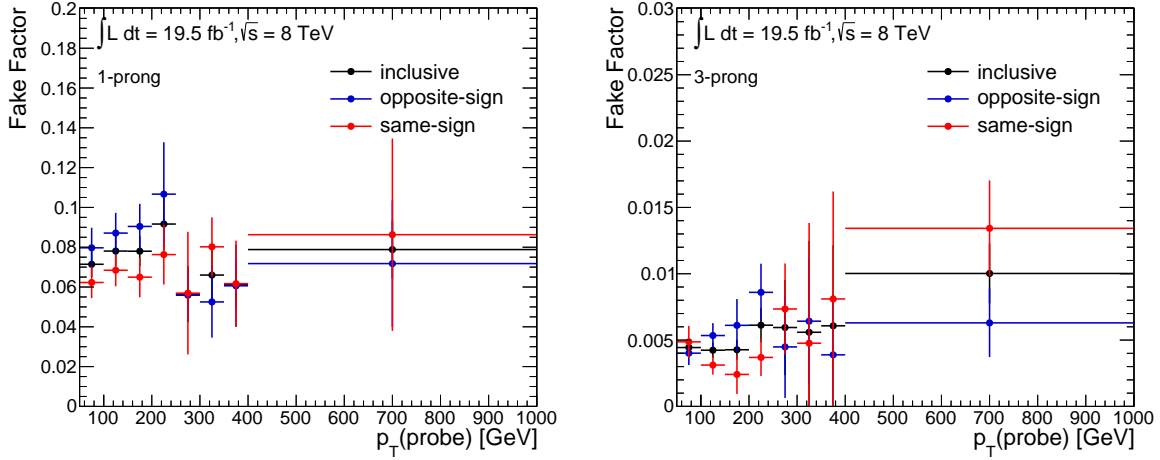 ∫L dt = 19.5 fb⁻¹,√s = 8 TeV
1-prong
inclusive
opposite-sign
same-sign
Fake Factor
0.2
0.18
0.16
0.14
0.12
0.1
0.08
0.06
0.04
0.02
0
100 200 300 400 500 600 700 800 900 1000
p_T(probe) [GeV]
∫L dt = 19.5 fb⁻¹,√s = 8 TeV
3-prong
inclusive
opposite-sign
same-sign
Fake Factor
0.03
0.025
0.02
0.015
0.01
0.005
0
100 200 300 400 500 600 700 800 900 1000
p_T(probe) [GeV]